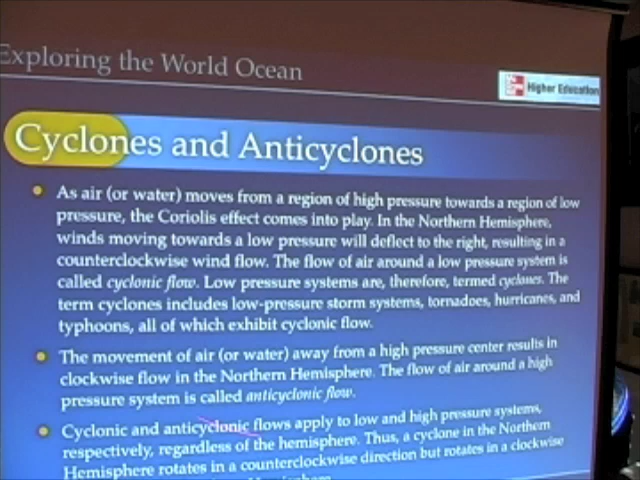 Exploring the World Ocean
Higher Education
Cyclones and Anticyclones
As air (or water) moves from a region of high pressure towards a region of low
pressure, the Coriolis effect comes into play. In the Northern Hemisphere,
winds moving towards a low pressure will deflect to the right, resulting in a
counterclockwise wind flow. The flow of air around a low pressure system is
called cyclonic flow. Low pressure systems are, therefore, termed cyclones. The
term cyclones includes low-pressure storm systems, tornadoes, hurricanes, and
typhoons, all of which exhibit cyclonic flow.
The movement of air (or water) away from a high pressure center results in
clockwise flow in the Northern Hemisphere. The flow of air around a high
pressure system is called anticyclonic flow.
Cyclonic and anticyclonic flows apply to low and high pressure systems,
respectively, regardless of the hemisphere. Thus, a cyclone in the Northern
Hemisphere rotates in a counterclockwise direction but rotates in a clockwise